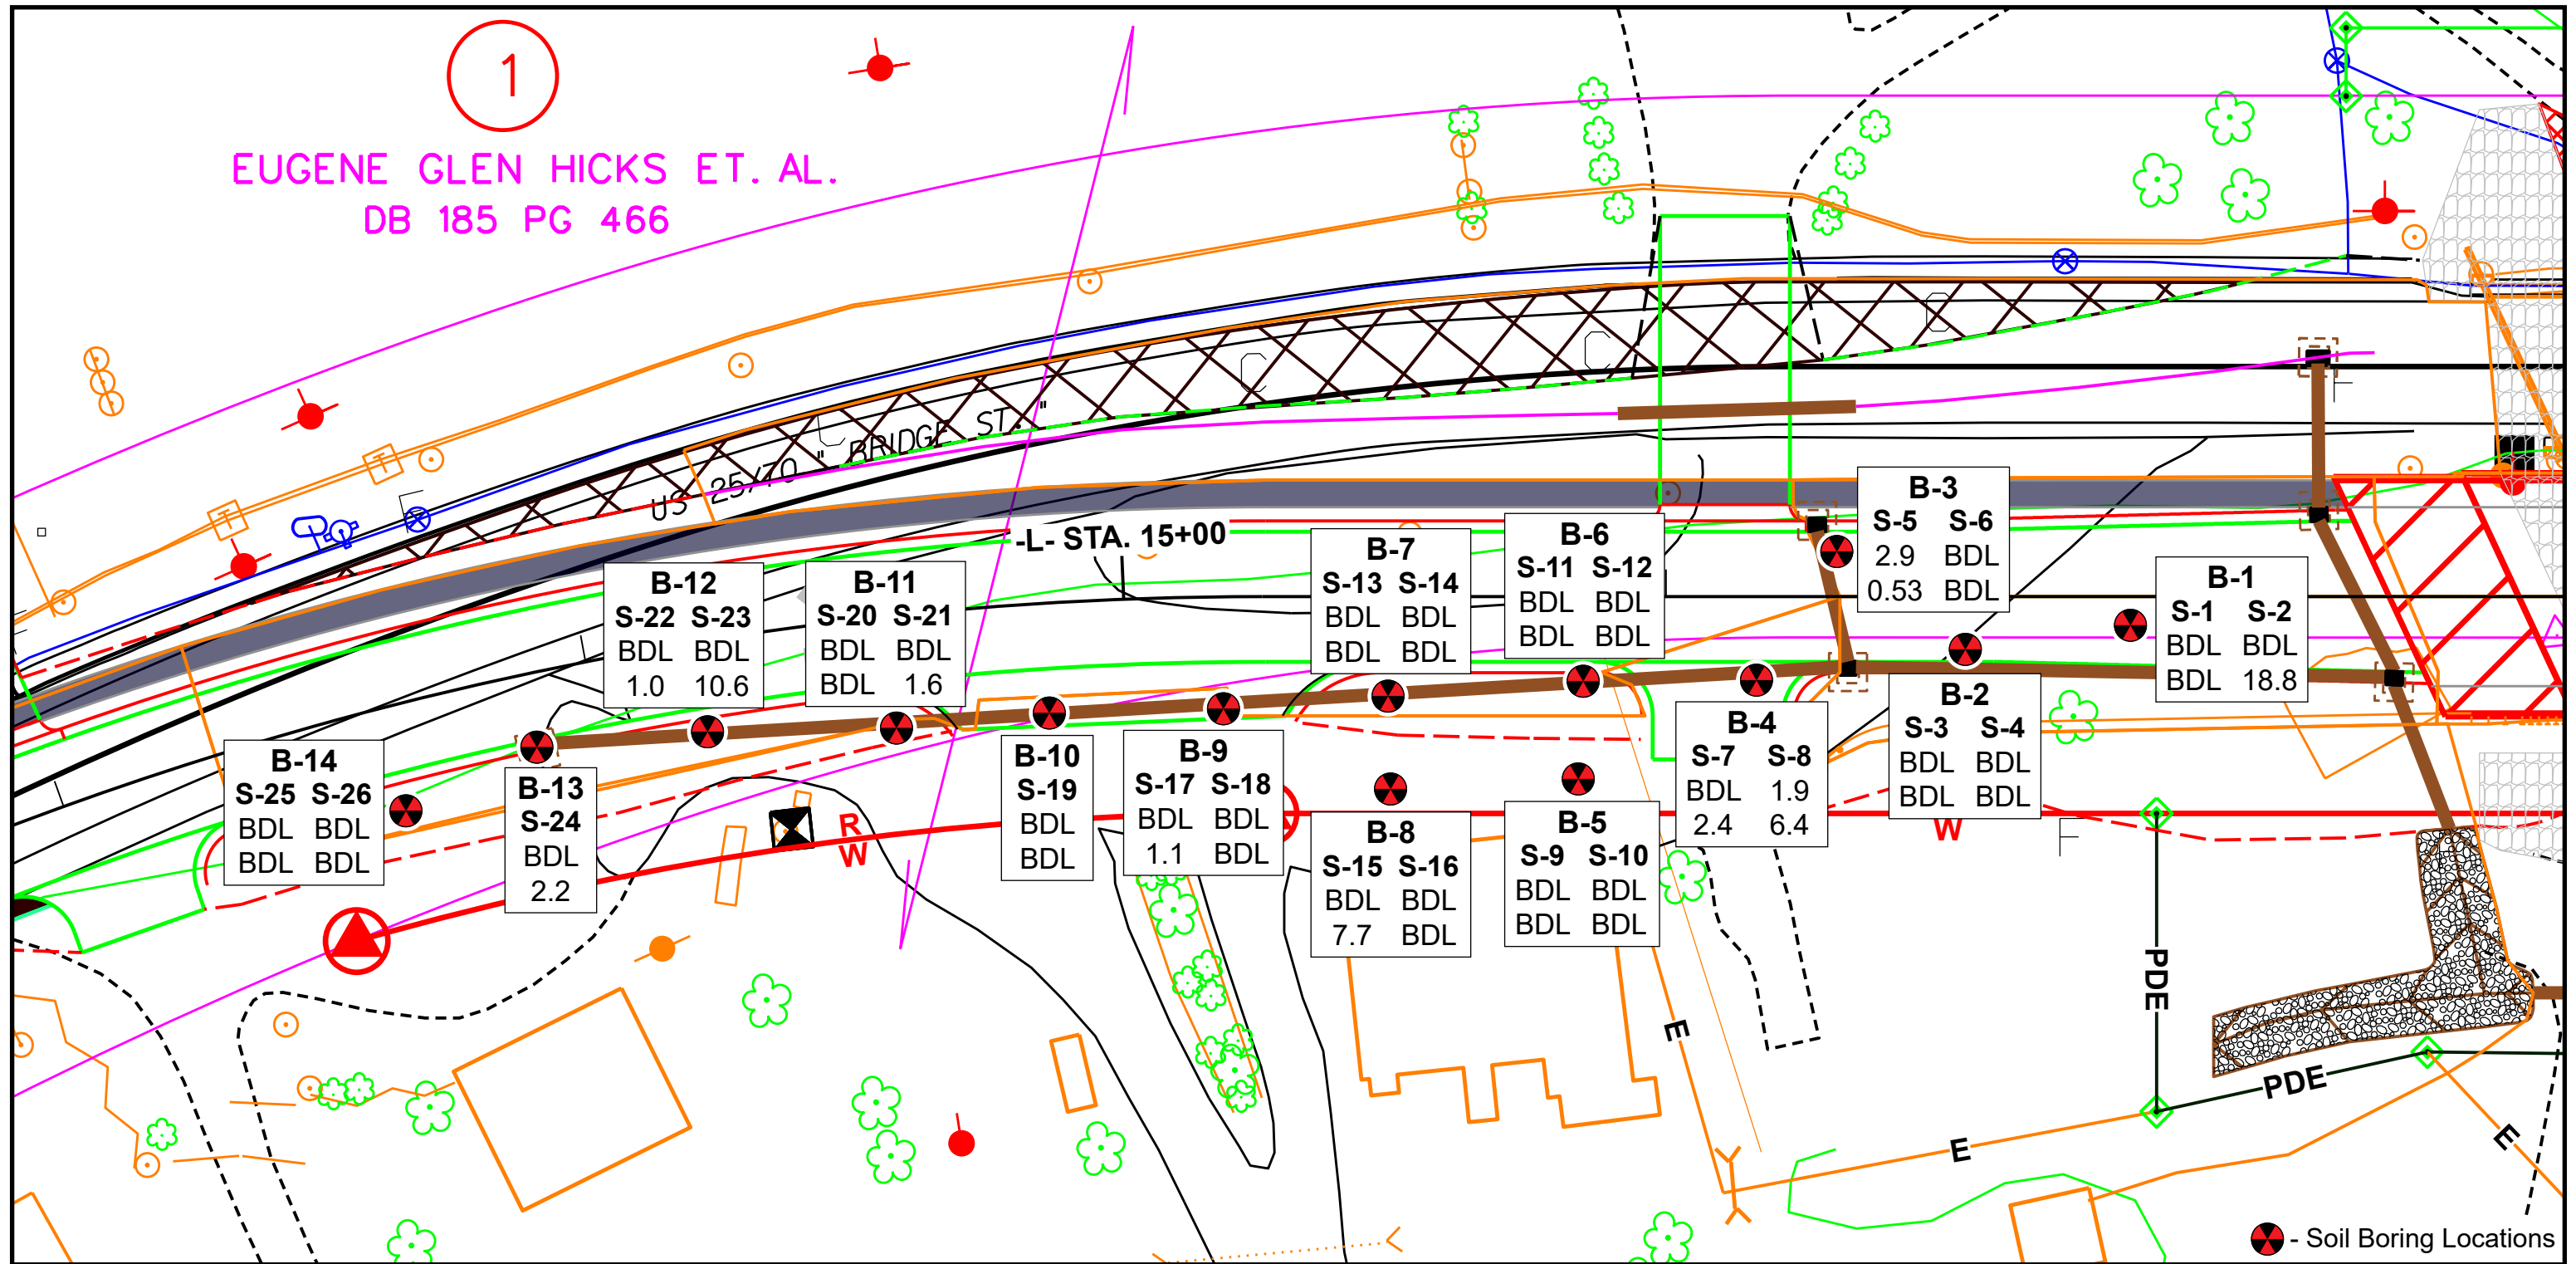 1
EUGENE GLEN HICKS ET. AL.
DB 185 PG 466
US 25/70 " BRIDGE ST. "
-L- STA. 15+00
B-3
S-5 S-6
2.9 BDL
0.53 BDL
B-7
S-13 S-14
BDL BDL
BDL BDL
B-6
S-11 S-12
BDL BDL
BDL BDL
B-12
S-22 S-23
BDL BDL
1.0 10.6
B-11
S-20 S-21
BDL BDL
BDL 1.6
B-1
S-1 S-2
BDL BDL
BDL 18.8
B-2
S-3 S-4
BDL BDL
BDL BDL
B-4
S-7 S-8
BDL 1.9
2.4 6.4
B-14
S-25 S-26
BDL BDL
BDL BDL
B-13
S-24
BDL
2.2
B-10
S-19
BDL
BDL
B-9
S-17 S-18
BDL BDL
1.1 BDL
B-8
S-15 S-16
BDL BDL
7.7 BDL
B-5
S-9 S-10
BDL BDL
BDL BDL
R
W
W
C
C
C
C
F
F
F
T
T
PDE
PDE
E
E
E
- Soil Boring Locations